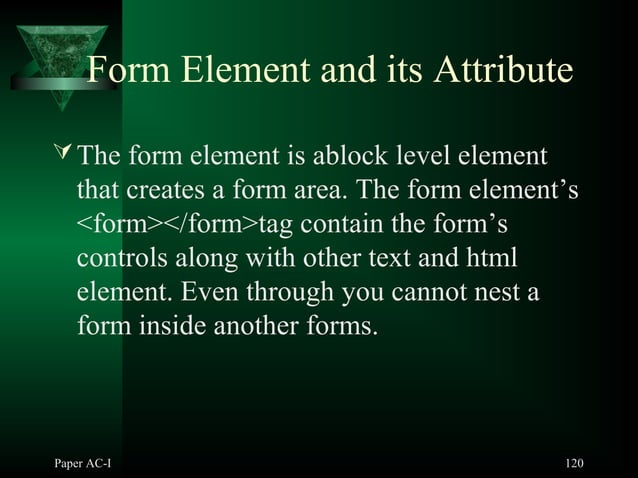 Form Element and its Attribute
The form element is ablock level element
that creates a form area. The form element’s
<form></form>tag contain the form’s
controls along with other text and html
element. Even through you cannot nest a
form inside another forms.
Paper AC-I
120